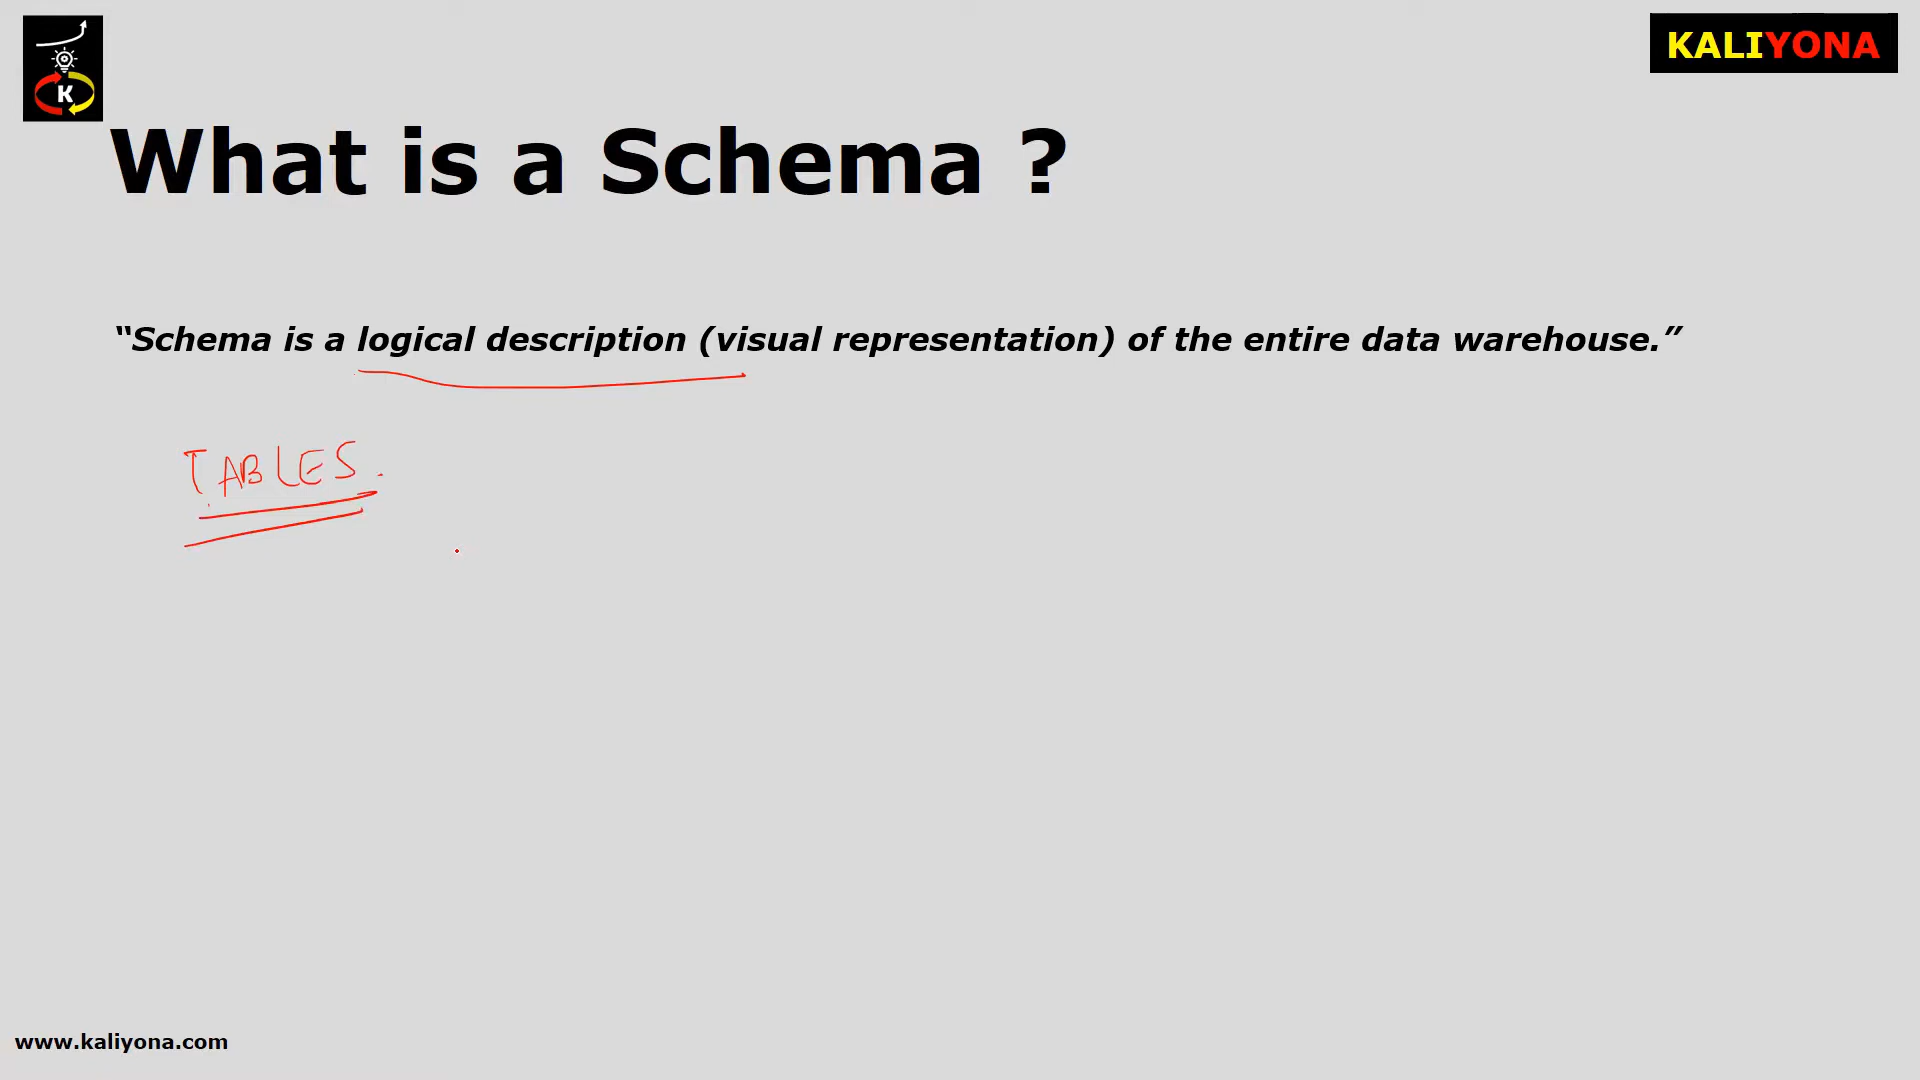 K
KALIYONA
What is a Schema ?
“Schema is a logical description (visual representation) of the entire data warehouse.”
TABLES.
www.kaliyona.com